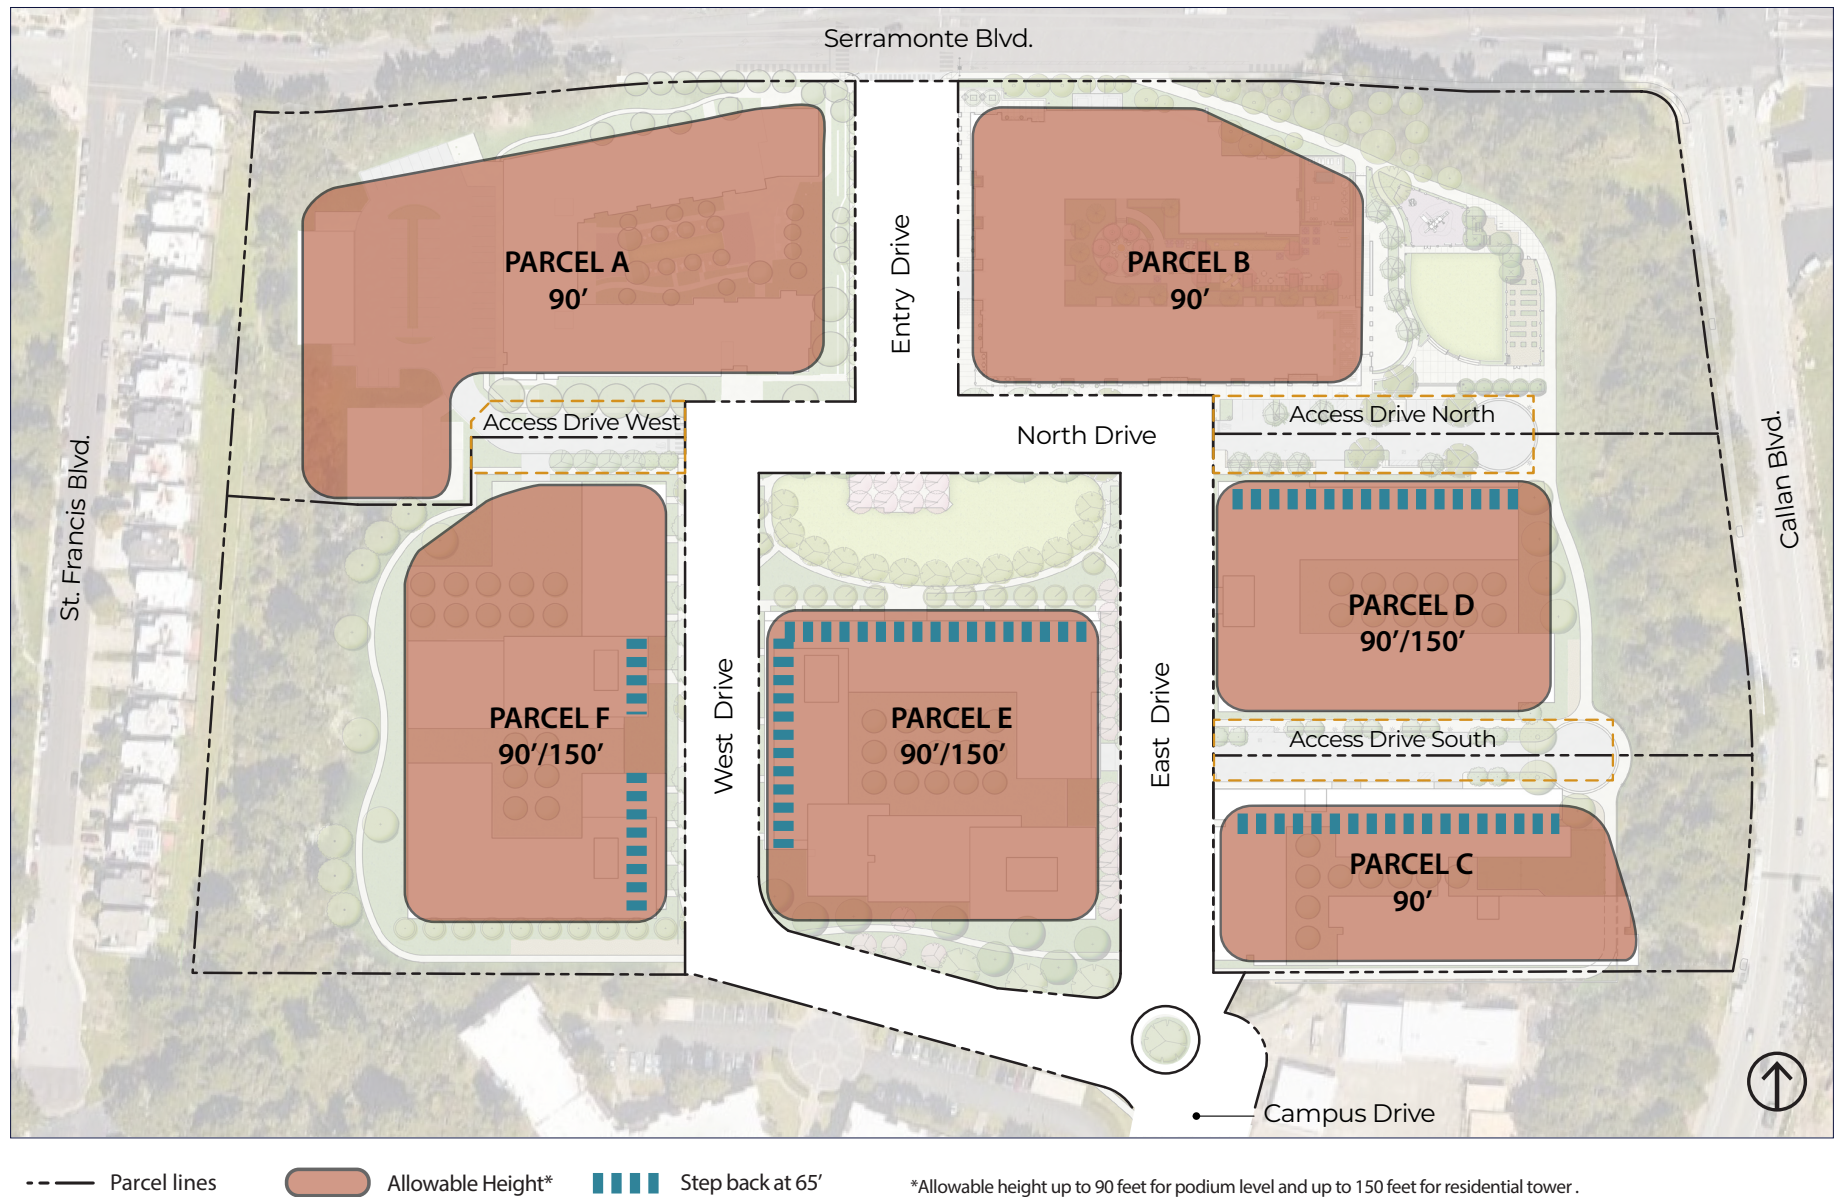 Serramonte Blvd.
PARCEL A
90’
Entry Drive
PARCEL B
90’
St. Francis Blvd.
Access Drive West
North Drive
Access Drive North
Callan Blvd.
PARCEL D
90’/150’
PARCEL F
90’/150’
West Drive
PARCEL E
90’/150’
East Drive
Access Drive South
PARCEL C
90’
Campus Drive
Parcel lines
Allowable Height*
Step back at 65’
*Allowable height up to 90 feet for podium level and up to 150 feet for residential tower .